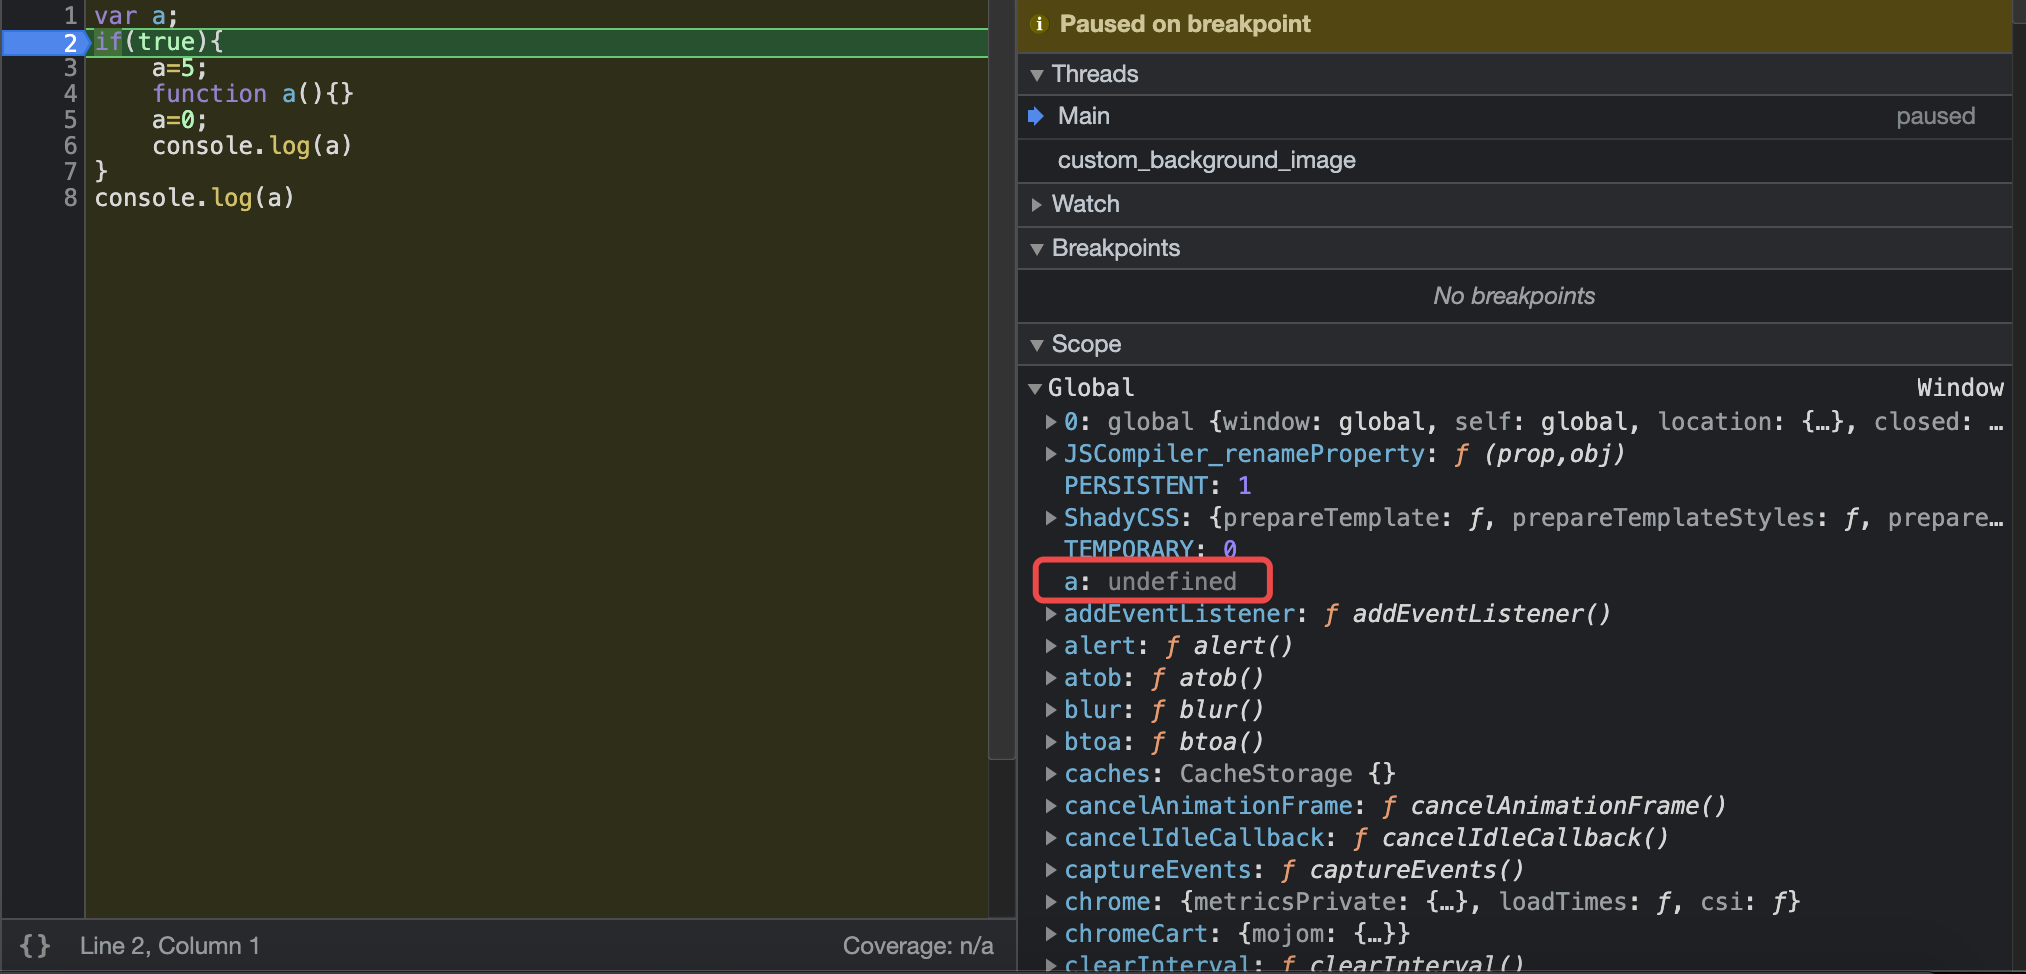 1 var a;
2 if(true){
3 a=5;
4 function a(){}
5 a=0;
6 console.log(a)
7 }
8 console.log(a)
{} Line 2, Column 1 Coverage: n/a
Paused on breakpoint
Threads
Main paused
custom_background_image
Watch
Breakpoints
No breakpoints
Scope
Global Window
0: global {window: global, self: global, location: {…}, closed: …
JSCompiler_renameProperty: ƒ (prop,obj)
PERSISTENT: 1
ShadyCSS: {prepareTemplate: ƒ, prepareTemplateStyles: ƒ, prepare…
TEMPORARY: 0
a: undefined
addEventListener: ƒ addEventListener()
alert: ƒ alert()
atob: ƒ atob()
blur: ƒ blur()
btoa: ƒ btoa()
caches: CacheStorage {}
cancelAnimationFrame: ƒ cancelAnimationFrame()
cancelIdleCallback: ƒ cancelIdleCallback()
captureEvents: ƒ captureEvents()
chrome: {metricsPrivate: {…}, loadTimes: ƒ, csi: ƒ}
chromeCart: {mojom: {…}}
clearInterval: ƒ clearInterval()